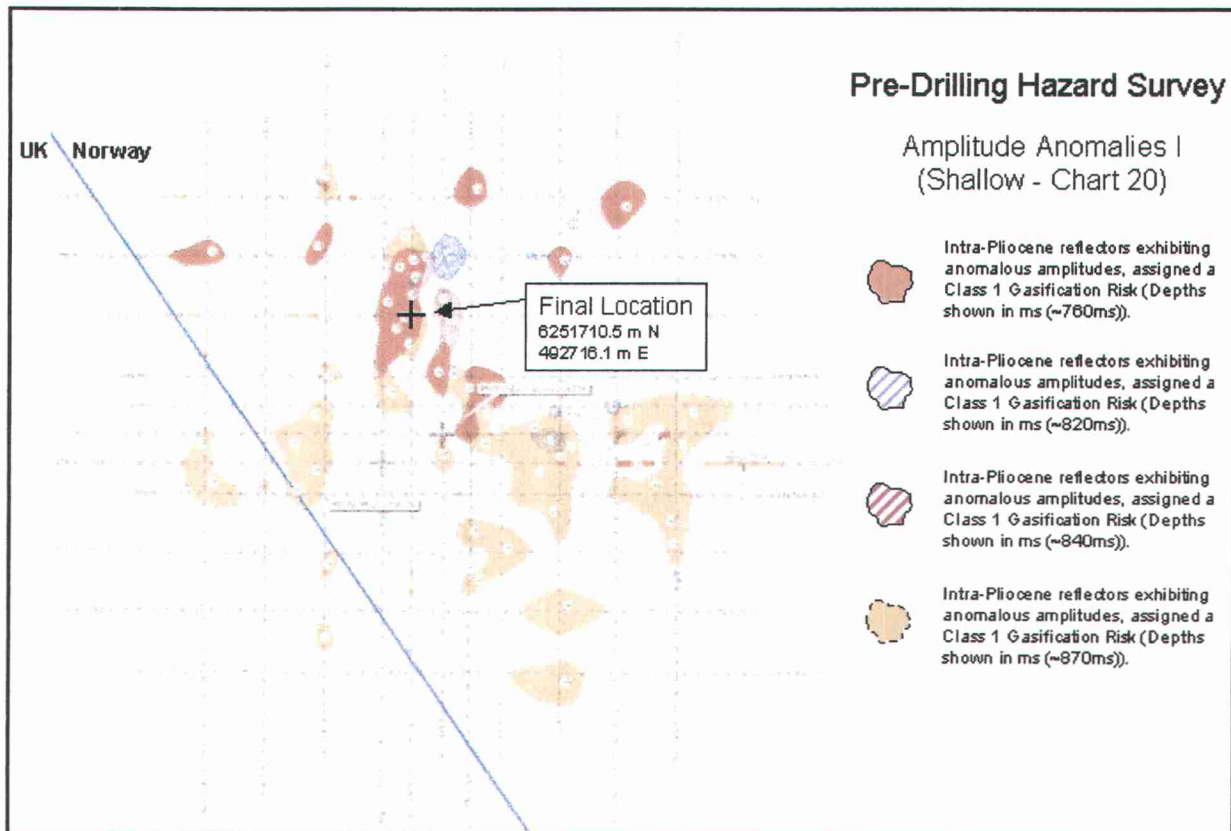 Pre-Drilling Hazard Survey
Amplitude Anomalies I
(Shallow - Chart 20)
UK Norway
Final Location
6251710.5 m N
492716.1 m E
Intra-Pliocene reflectors exhibiting
anomalous amplitudes, assigned a
Class 1 Gasification Risk (Depths
shown in ms (~760ms)).
Intra-Pliocene reflectors exhibiting
anomalous amplitudes, assigned a
Class 1 Gasification Risk (Depths
shown in ms (~820ms)).
Intra-Pliocene reflectors exhibiting
anomalous amplitudes, assigned a
Class 1 Gasification Risk (Depths
shown in ms (~840ms)).
Intra-Pliocene reflectors exhibiting
anomalous amplitudes, assigned a
Class 1 Gasification Risk (Depths
shown in ms (~870ms)).